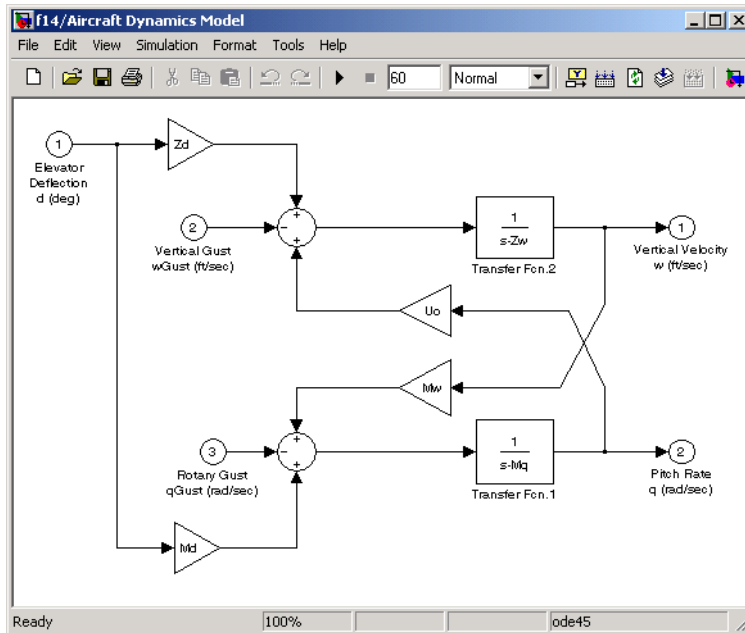 f14/Aircraft Dynamics Model
File Edit View Simulation Format Tools Help
60 Normal
1
Elevator
Deflection
d (deg)
Zd
2
Vertical Gust
wGust (ft/sec)
+
-
+
1
s-Zw
Transfer Fcn.2
1
Vertical Velocity
w (ft/sec)
Uo
Mw
3
Rotary Gust
qGust (rad/sec)
+
-
+
1
s-Mq
Transfer Fcn.1
2
Pitch Rate
q (rad/sec)
Md
Ready 100% ode45